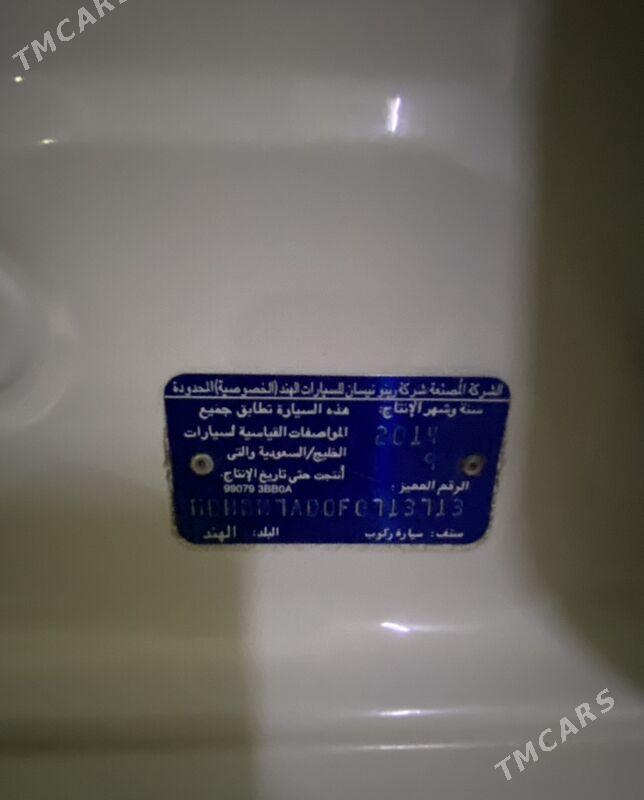 TMCARS
الشركة المصنعة شركة رينو نيسان للسيارات الهند (الخصوصية) المحدودة
سنة وشهر الإنتاج: هذه السيارة تطابق جميع
2014 المواصفات القياسية لسيارات
9 الخليج/السعودية والتى
أنتجت حتى تاريخ الإنتاج.
الرقم المميز : 99079 3BB0A
صنف: سيارة ركوب البلد: الهند
TMCARS